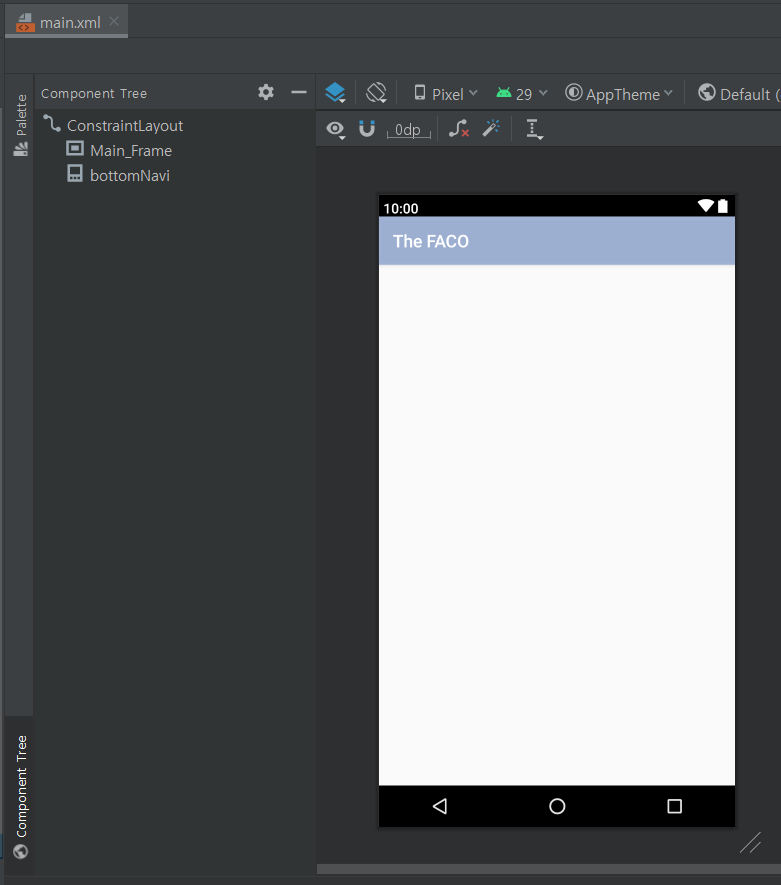 main.xml
Palette
Component Tree
Pixel
29
AppTheme
Default (
ConstraintLayout
Main_Frame
bottomNavi
0dp
10:00
The FACO
Component Tree